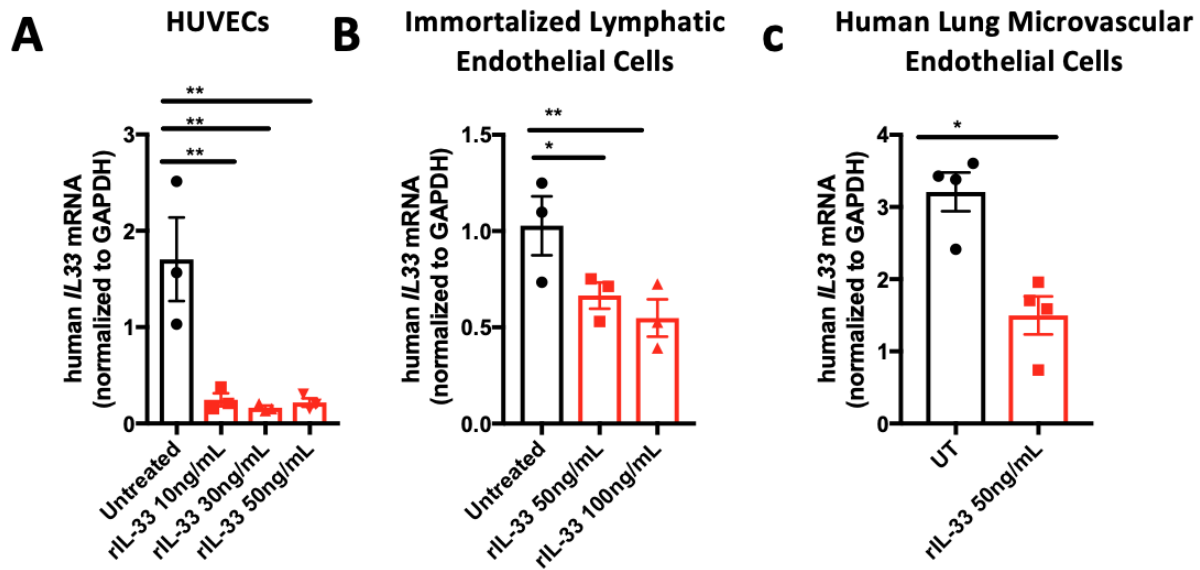 A
HUVECs
**
**
**
human IL33 mRNA
(normalized to GAPDH)
3
2
1
0
Untreated
rIL-33 10ng/mL
rIL-33 30ng/mL
rIL-33 50ng/mL
B
Immortalized Lymphatic
Endothelial Cells
**
*
human IL33 mRNA
(normalized to GAPDH)
1.5
1.0
0.5
0.0
Untreated
rIL-33 50ng/mL
rIL-33 100ng/mL
c
Human Lung Microvascular
Endothelial Cells
*
human IL33 mRNA
(normalized to GAPDH)
4
3
2
1
0
UT
rIL-33 50ng/mL